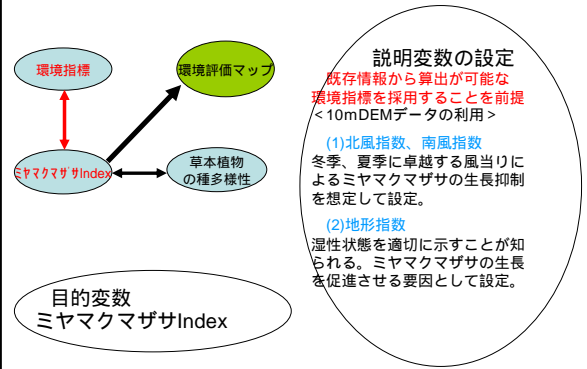 環境指標
環境評価マップ
ミヤマクマザサIndex
草本植物
の種多様性
目的変数
ミヤマクマザサIndex
説明変数の設定
既存情報から算出が可能な
環境指標を採用することを前提
＜10mDEMデータの利用＞
(1)北風指数、南風指数
冬季、夏季に卓越する風当りに
よるミヤマクマザサの生長抑制
を想定して設定。
(2)地形指数
湿性状態を適切に示すことが知
られる。ミヤマクマザサの生長
を促進させる要因として設定。